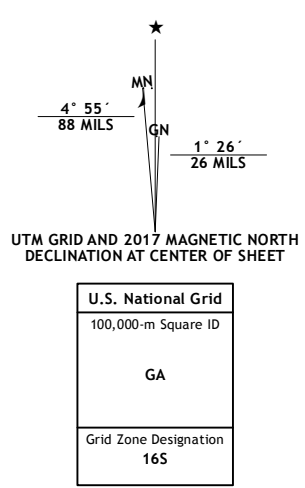 MN
4° 55´
88 MILS
GN
1° 26´
26 MILS
UTM GRID AND 2017 MAGNETIC NORTH
DECLINATION AT CENTER OF SHEET
U.S. National Grid
100,000-m Square ID
GA
Grid Zone Designation
16S